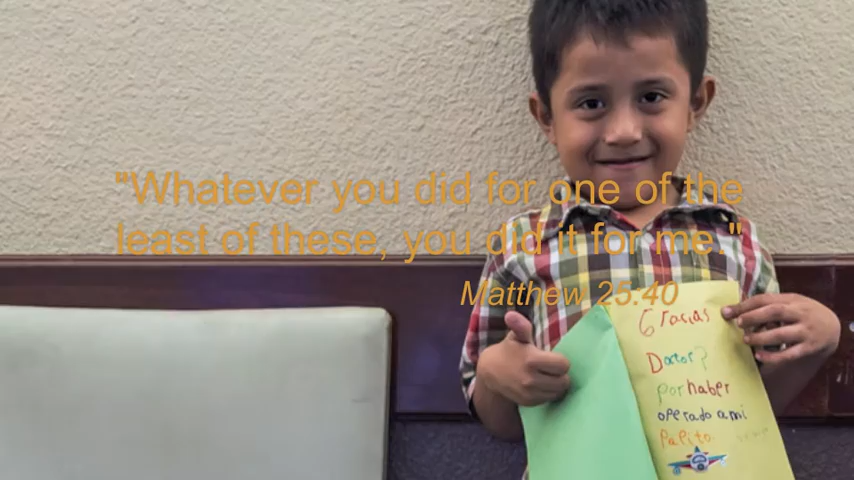 "Whatever you did for one of the
least of these, you did it for me."
Matthew 25:40
Gracias
Doctor?
por haber
operado a mi
Palito